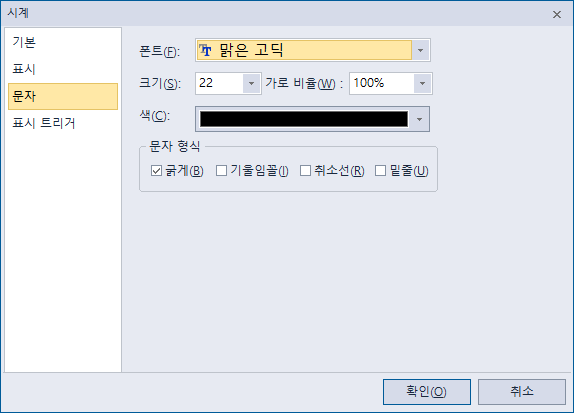 시계
기본
표시
문자
표시 트리거
폰트(F): 맑은 고딕
크기(S): 22 가로 비율(W) : 100%
색(C):
문자 형식
굵게(B) 기울임꼴(I) 취소선(R) 밑줄(U)
확인(O) 취소